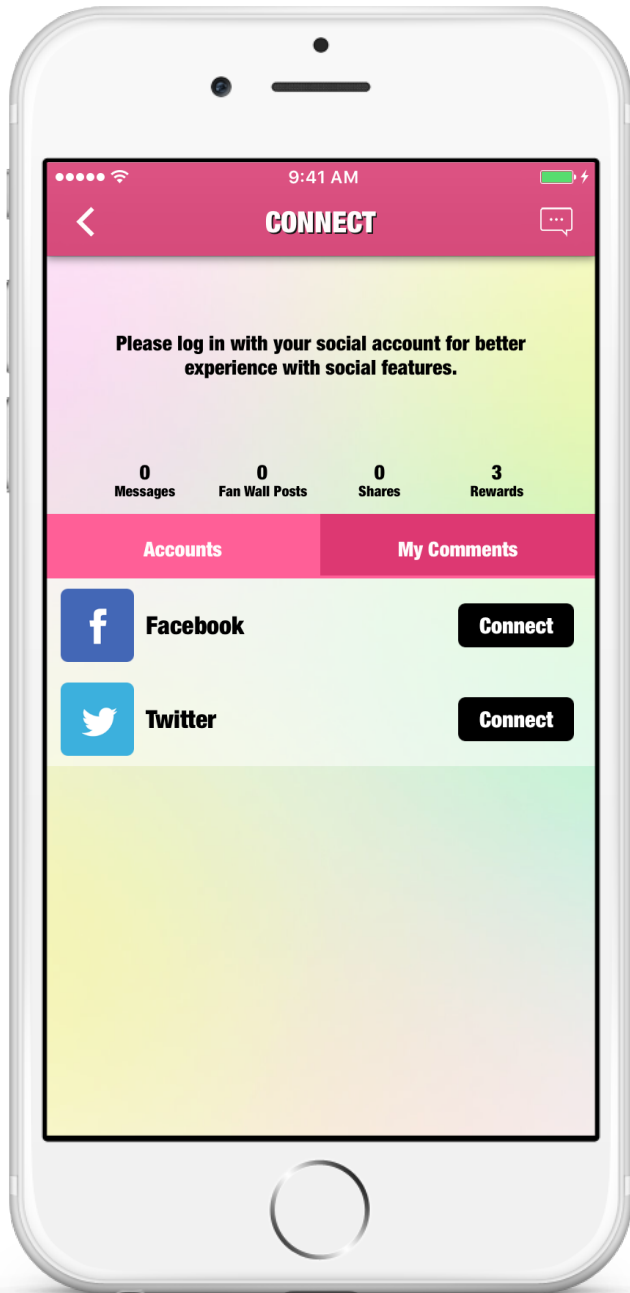 9:41 AM
CONNECT
Please log in with your social account for better
experience with social features.
0 0 0 3
Messages Fan Wall Posts Shares Rewards
Accounts My Comments
f Facebook Connect
Twitter Connect